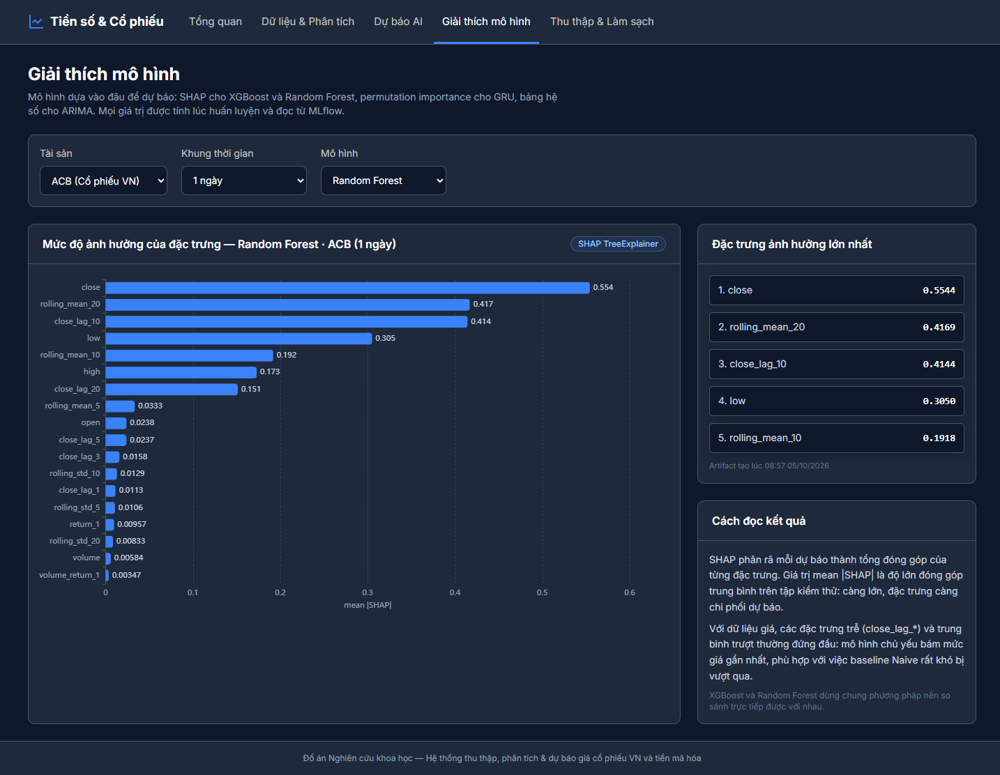 Tiền số & Cổ phiếu
Tổng quan
Dữ liệu & Phân tích
Dự báo AI
Giải thích mô hình
Thu thập & Làm sạch
Giải thích mô hình
Mô hình dựa vào đâu để dự báo: SHAP cho XGBoost và Random Forest, permutation importance cho GRU, bảng hệ
số cho ARIMA. Mọi giá trị được tính lúc huấn luyện và đọc từ MLflow.
Tài sản
Khung thời gian
Mô hình
ACB (Cổ phiếu VN)
1 ngày
Random Forest
Mức độ ảnh hưởng của đặc trưng — Random Forest · ACB (1 ngày)
SHAP TreeExplainer
close 0.554
rolling_mean_20 0.417
close_lag_10 0.414
low 0.305
rolling_mean_10 0.192
high 0.173
close_lag_20 0.151
rolling_mean_5 0.0333
open 0.0238
close_lag_5 0.0237
close_lag_3 0.0158
rolling_std_10 0.0129
close_lag_1 0.0113
rolling_std_5 0.0106
return_1 0.00957
rolling_std_20 0.00833
volume 0.00584
volume_return_1 0.00347
0 0.1 0.2 0.3 0.4 0.5 0.6
mean |SHAP|
Đặc trưng ảnh hưởng lớn nhất
1. close 0.5544
2. rolling_mean_20 0.4169
3. close_lag_10 0.4144
4. low 0.3050
5. rolling_mean_10 0.1918
Artifact tạo lúc 08:57 05/10/2026
Cách đọc kết quả
SHAP phân rã mỗi dự báo thành tổng đóng góp của
từng đặc trưng. Giá trị mean |SHAP| là độ lớn đóng góp
trung bình trên tập kiểm thử: càng lớn, đặc trưng càng
chi phối dự báo.
Với dữ liệu giá, các đặc trưng trễ (close_lag_*) và trung
bình trượt thường đứng đầu: mô hình chủ yếu bám mức
giá gần nhất, phù hợp với việc baseline Naive rất khó bị
vượt qua.
XGBoost và Random Forest dùng chung phương pháp nên so
sánh trực tiếp được với nhau.
Đồ án Nghiên cứu khoa học — Hệ thống thu thập, phân tích & dự báo giá cổ phiếu VN và tiền mã hóa